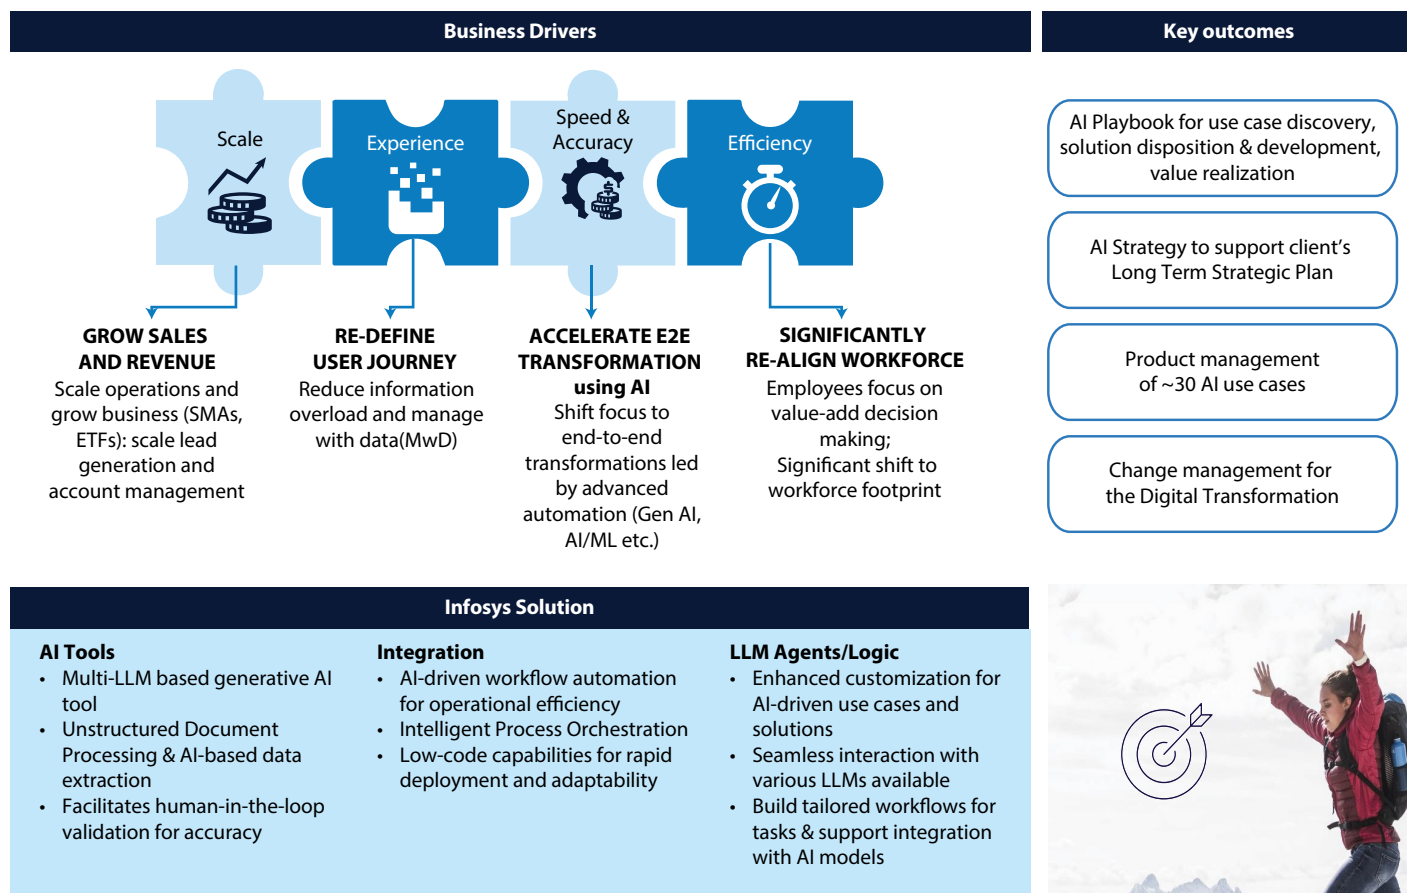 Business Drivers
Scale
Experience
Speed &
Accuracy
Efficiency
GROW SALES
AND REVENUE
Scale operations and
grow business (SMAs,
ETFs): scale lead
generation and
account management
RE-DEFINE
USER JOURNEY
Reduce information
overload and manage
with data(MwD)
ACCELERATE E2E
TRANSFORMATION
using AI
Shift focus to
end-to-end
transformations led
by advanced
automation (Gen AI,
AI/ML etc.)
SIGNIFICANTLY
RE-ALIGN WORKFORCE
Employees focus on
value-add decision
making;
Significant shift to
workforce footprint
Key outcomes
AI Playbook for use case discovery,
solution disposition & development,
value realization
AI Strategy to support client's
Long Term Strategic Plan
Product management
of ~30 AI use cases
Change management for
the Digital Transformation
Infosys Solution
AI Tools
• Multi-LLM based generative AI
tool
• Unstructured Document
Processing & AI-based data
extraction
• Facilitates human-in-the-loop
validation for accuracy
Integration
• AI-driven workflow automation
for operational efficiency
• Intelligent Process Orchestration
• Low-code capabilities for rapid
deployment and adaptability
LLM Agents/Logic
• Enhanced customization for
AI-driven use cases and
solutions
• Seamless interaction with
various LLMs available
• Build tailored workflows for
tasks & support integration
with AI models